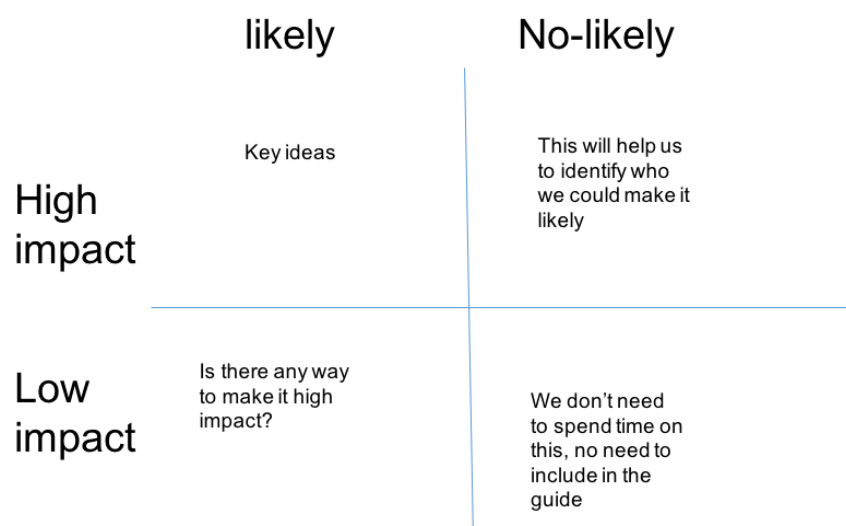 likely
No-likely
High
impact
Key ideas
This will help us
to identify who
we could make it
likely
Low
impact
Is there any way
to make it high
impact?
We don’t need
to spend time on
this, no need to
include in the
guide